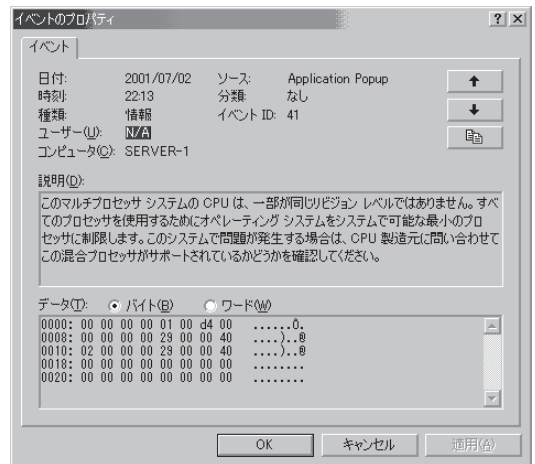 イベントのプロパティ
イベント
日付: 2001/07/02 ソース: Application Popup
時刻: 22:13 分類: なし
種類: 情報 イベント ID: 41
ユーザー(U): N/A
コンピュータ(C): SERVER-1
説明(D):
このマルチプロセッサ システムの CPU は、一部が同じリビジョン レベルではありません。すべ
てのプロセッサを使用するためにオペレーティング システムをシステムで可能な最小のプロ
セッサに制限します。このシステムで問題が発生する場合は、CPU 製造元に問い合わせて
この混合プロセッサがサポートされているかどうかを確認してください。
データ(T): バイト(B) ワード(W)
0000: 00 00 00 00 01 00 d4 00 ......Ô.
0008: 00 00 00 00 29 00 00 40 ....)..@
0010: 02 00 00 00 29 00 00 40 ....)..@
0018: 00 00 00 00 00 00 00 00 ........
0020: 00 00 00 00 00 00 00 00 ........
OK キャンセル 適用(A)